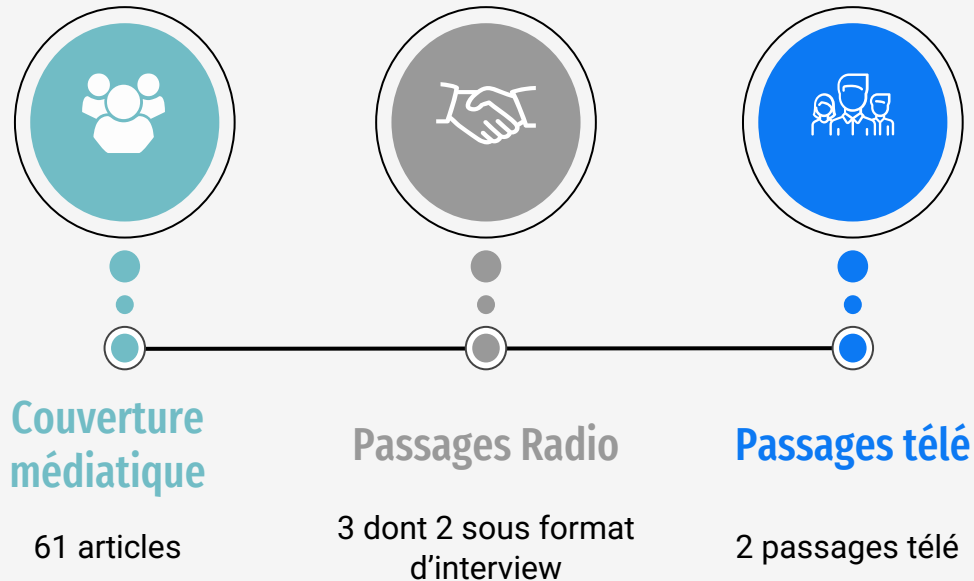 Couverture
médiatique
61 articles
Passages Radio
3 dont 2 sous format
d’interview
Passages télé
2 passages télé